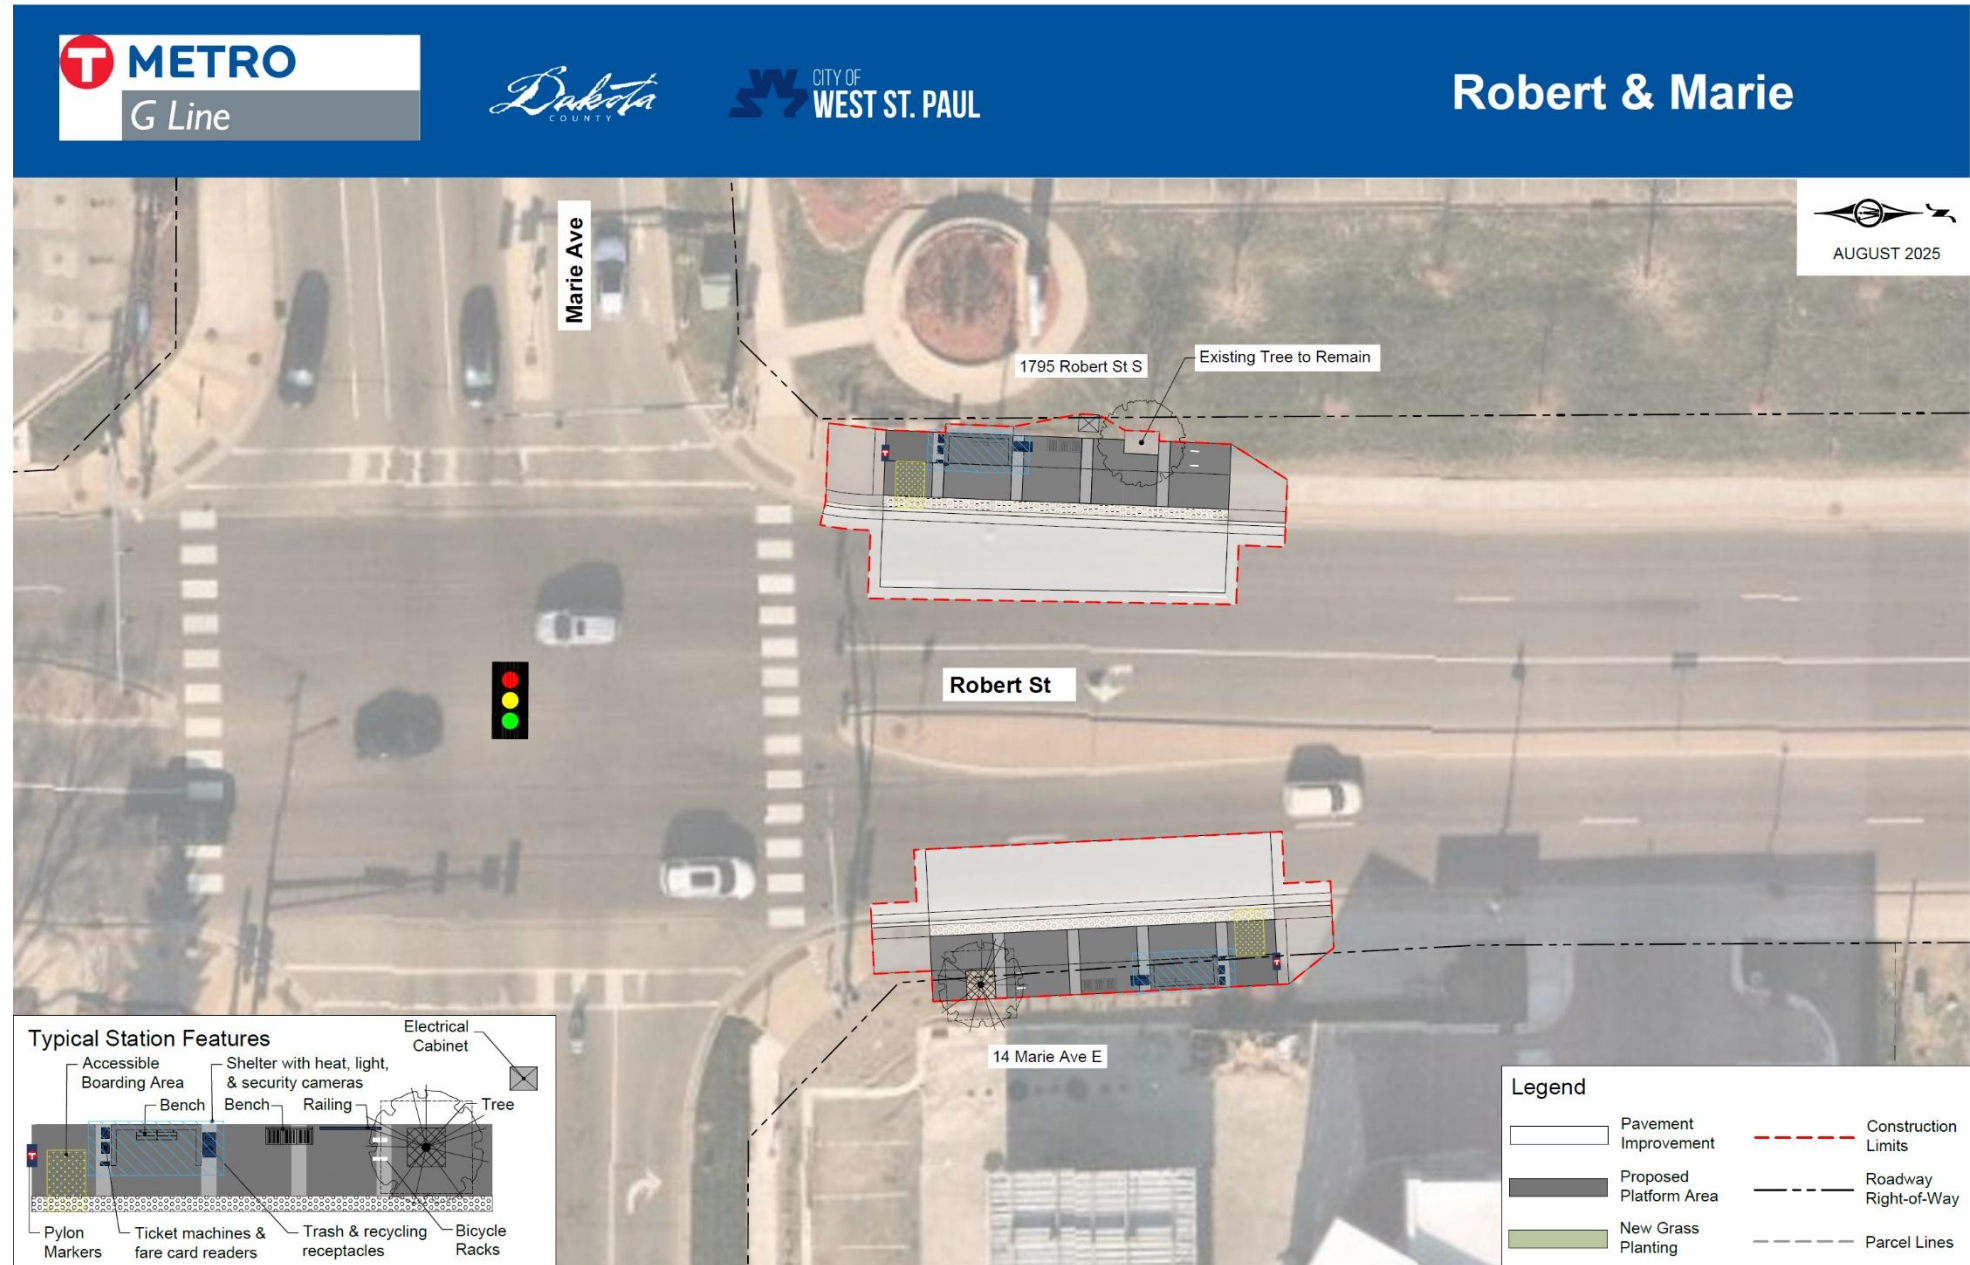 T METRO
G Line
Dakota
COUNTY
CITY OF
WEST ST. PAUL
Robert & Marie
AUGUST 2025
Marie Ave
1795 Robert St S
Existing Tree to Remain
Robert St
14 Marie Ave E
Typical Station Features
Electrical
Cabinet
Accessible
Boarding Area
Shelter with heat, light,
& security cameras
Bench
Bench
Railing
Tree
T
Pylon
Markers
Ticket machines &
fare card readers
Trash & recycling
receptacles
Bicycle
Racks
Legend
Pavement
Improvement
Construction
Limits
Proposed
Platform Area
Roadway
Right-of-Way
New Grass
Planting
Parcel Lines